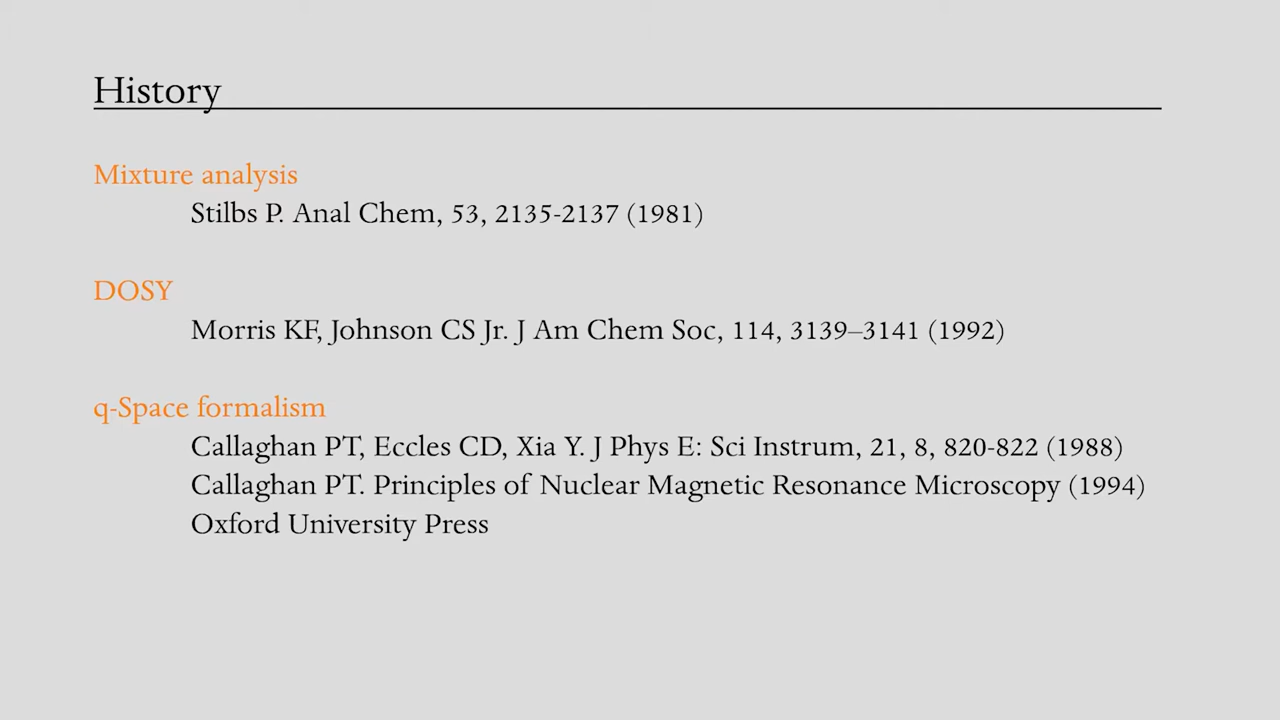 History
Mixture analysis
Stilbs P. Anal Chem, 53, 2135-2137 (1981)
DOSY
Morris KF, Johnson CS Jr. J Am Chem Soc, 114, 3139–3141 (1992)
q-Space formalism
Callaghan PT, Eccles CD, Xia Y. J Phys E: Sci Instrum, 21, 8, 820-822 (1988)
Callaghan PT. Principles of Nuclear Magnetic Resonance Microscopy (1994)
Oxford University Press